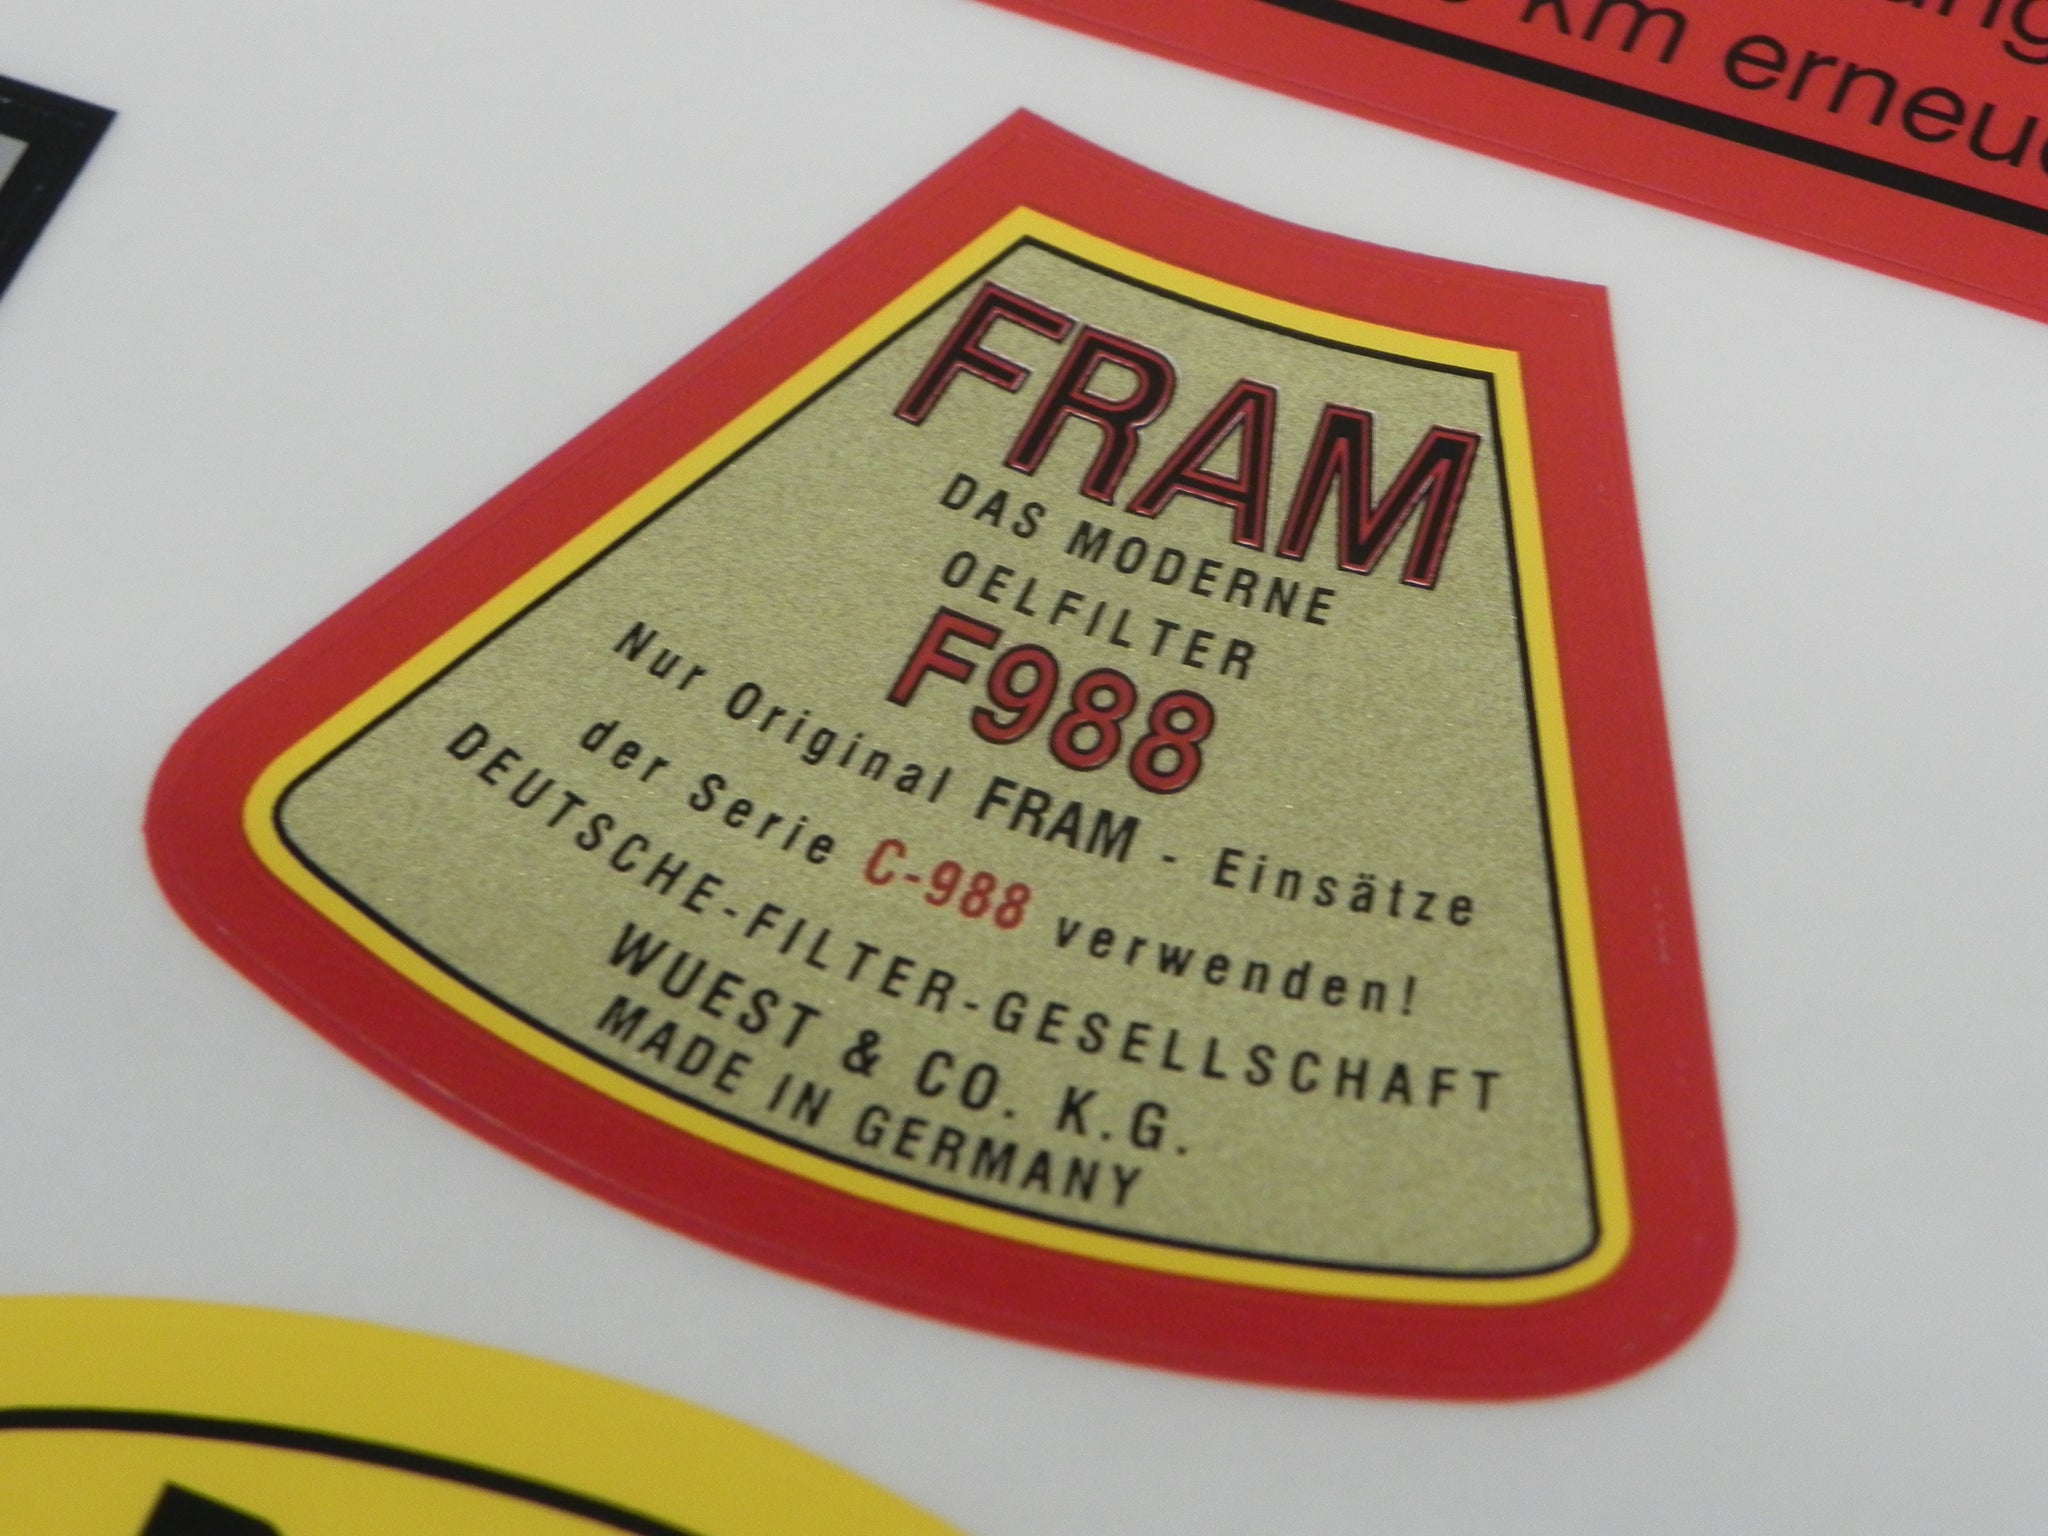 km
FRAM
DAS MODERNE
OELFILTER
F988
Nur Original FRAM - Einsätze
der Serie C-988 verwenden!
DEUTSCHE-FILTER-GESELLSCHAFT
WUEST & CO. K.G.
MADE IN GERMANY